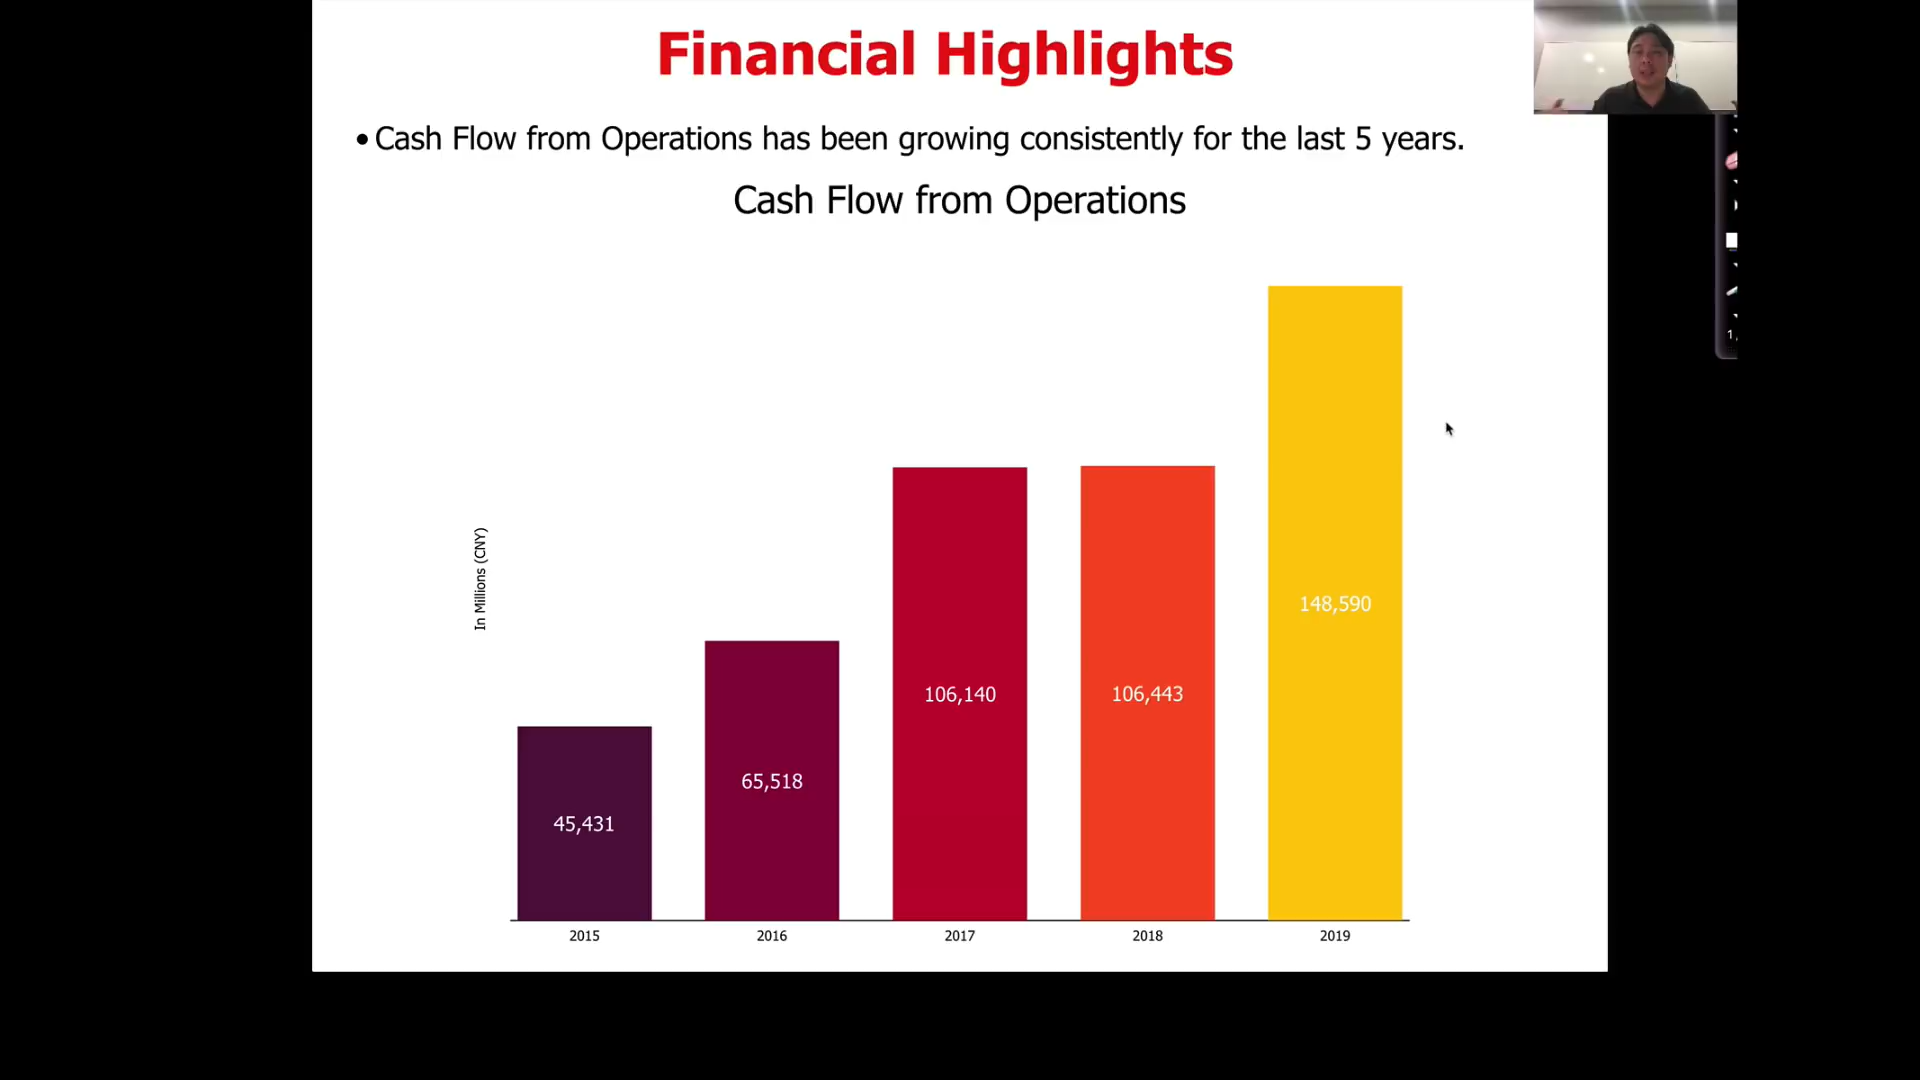 Financial Highlights
• Cash Flow from Operations has been growing consistently for the last 5 years.
Cash Flow from Operations
In Millions (CNY)
45,431
65,518
106,140
106,443
148,590
2015
2016
2017
2018
2019
1